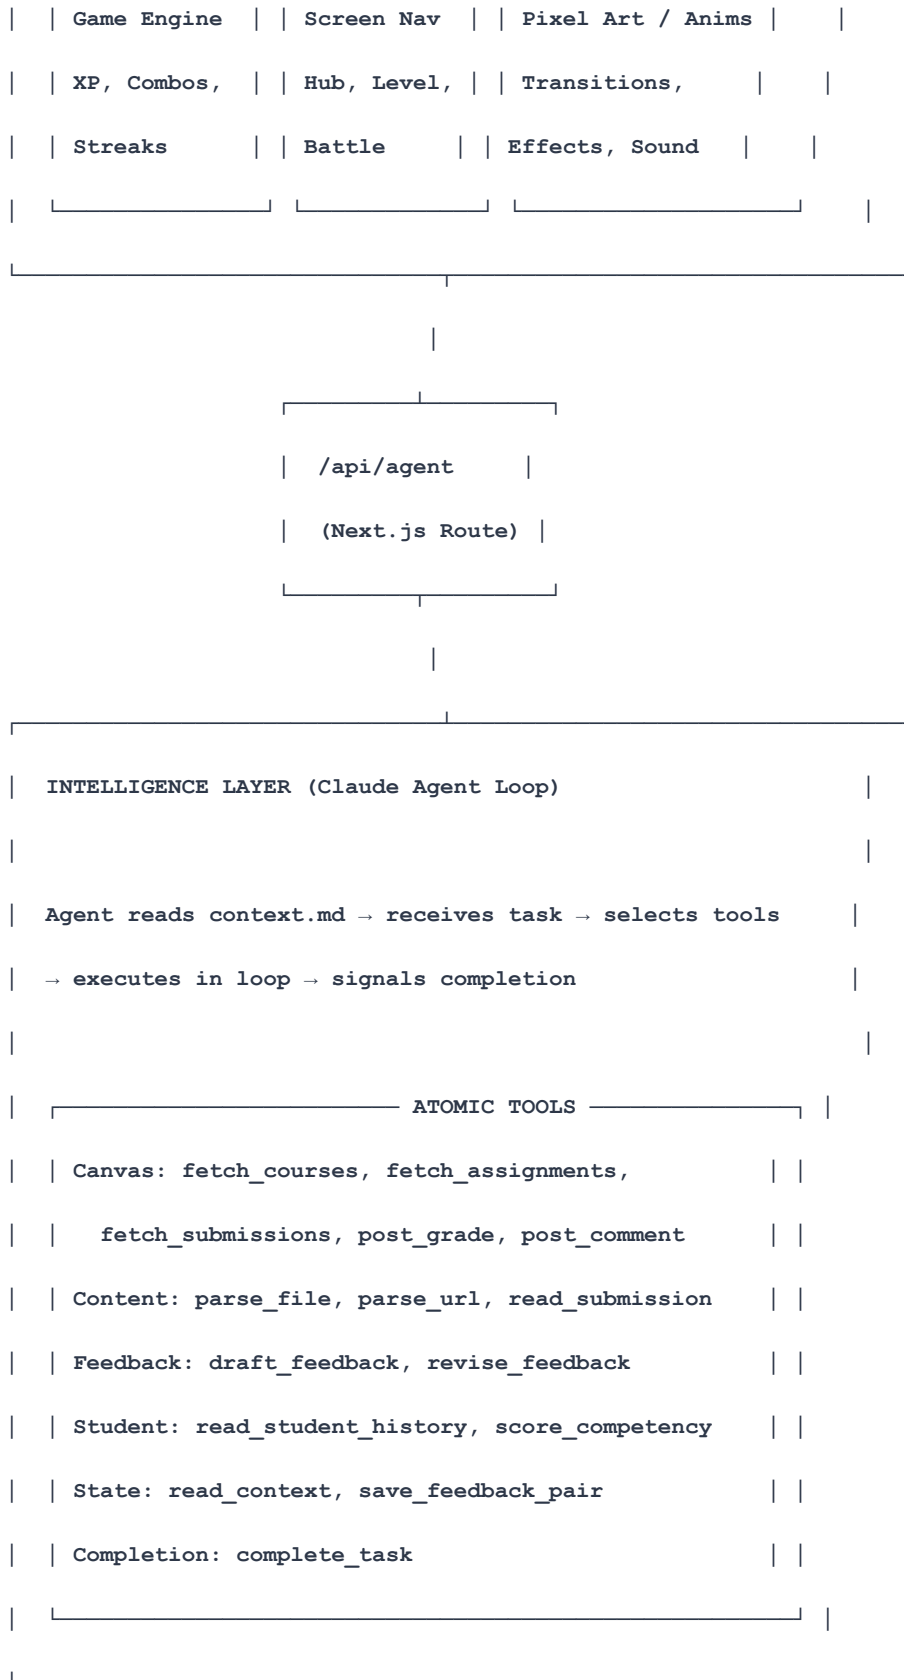 | | Game Engine | | Screen Nav | | Pixel Art / Anims | |
| | XP, Combos, | | Hub, Level, | | Transitions, | |
| | Streaks | | Battle | | Effects, Sound | |
/api/agent
(Next.js Route)
INTELLIGENCE LAYER (Claude Agent Loop)
Agent reads context.md → receives task → selects tools
→ executes in loop → signals completion
ATOMIC TOOLS
Canvas: fetch_courses, fetch_assignments,
fetch_submissions, post_grade, post_comment
Content: parse_file, parse_url, read_submission
Feedback: draft_feedback, revise_feedback
Student: read_student_history, score_competency
State: read_context, save_feedback_pair
Completion: complete_task